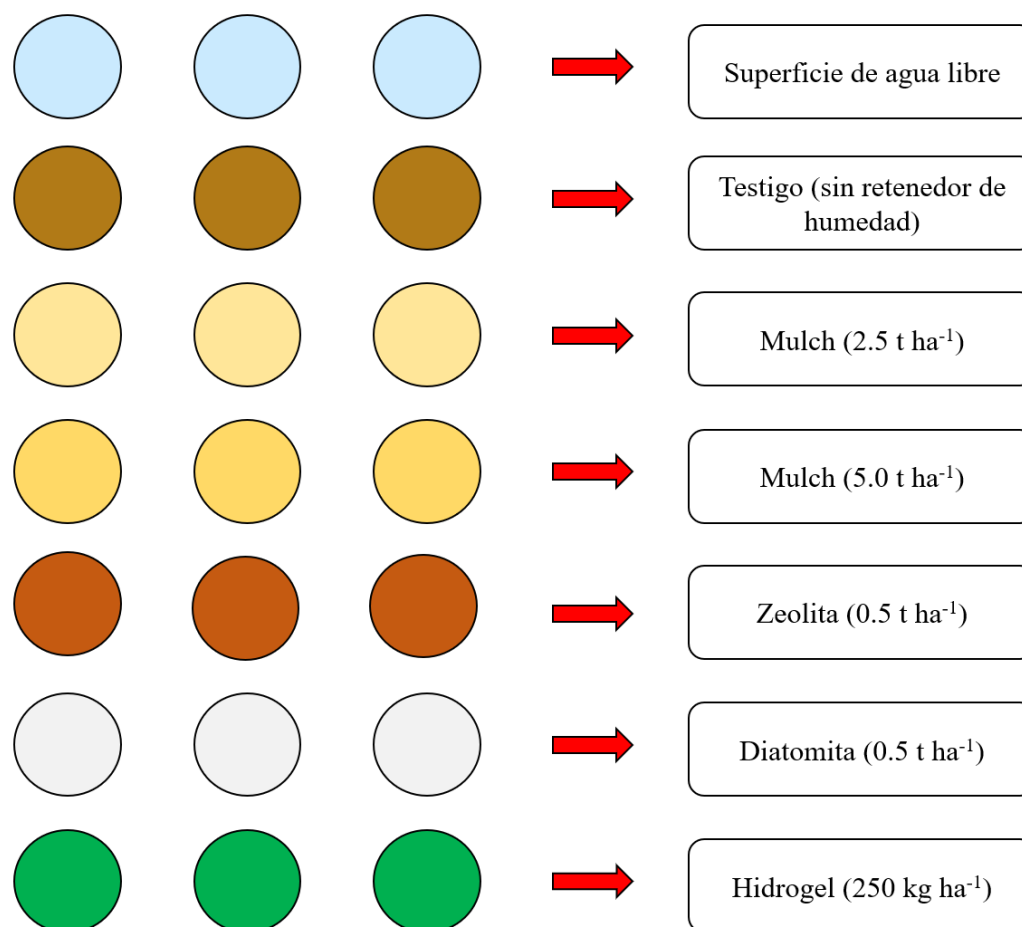 Superficie de agua libre
Testigo (sin retenedor de
humedad)
Mulch (2.5 t ha⁻¹)
Mulch (5.0 t ha⁻¹)
Zeolita (0.5 t ha⁻¹)
Diatomita (0.5 t ha⁻¹)
Hidrogel (250 kg ha⁻¹)